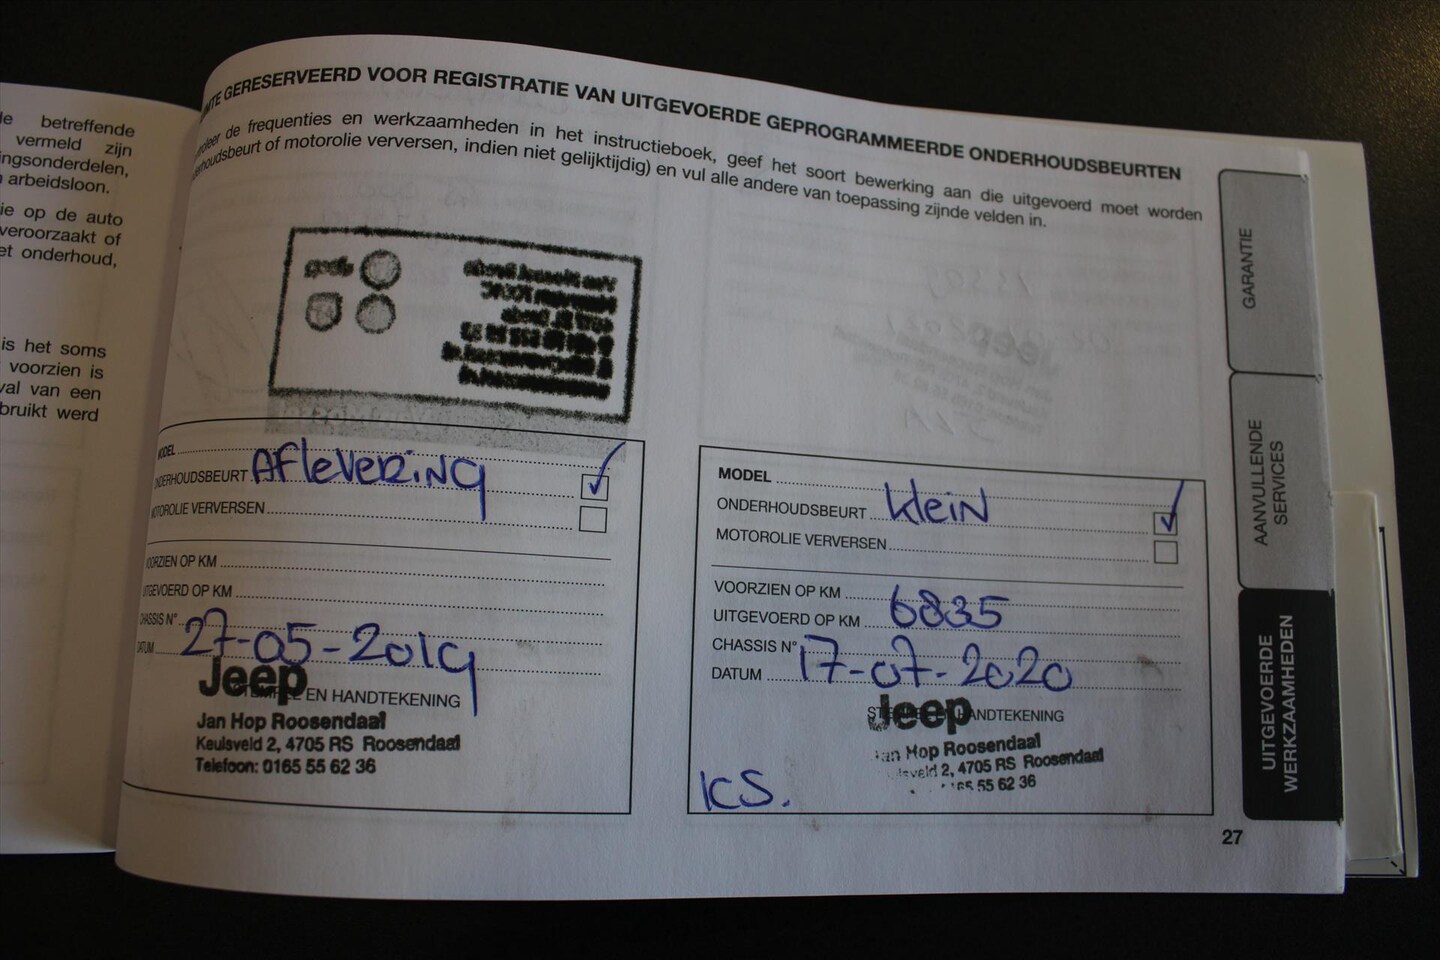 le betreffende
vermeld zijn
ingsonderdelen,
arbeidsloon.
ie op de auto
veroorzaakt of
et onderhoud,
is het soms
voorzien is
val van een
bruikt werd
MTE GERESERVEERD VOOR REGISTRATIE VAN UITGEVOERDE GEPROGRAMMEERDE ONDERHOUDSBEURTEN
de frequenties en werkzaamheden in het instructieboek, geef het soort bewerking aan die uitgevoerd moet worden
of motorolie verversen, indien niet gelijktijdig) en vul alle andere van toepassing zijnde velden in.
MODEL
ONDERHOUDSBEURT Aflevering
MOTOROLIE VERVERSEN
VOORZIEN OP KM
UITGEVOERD OP KM
CHASSIS N°
DATUM 27-05-2019
Jeep
EN HANDTEKENING
Jan Hop Roosendaal
Keulsveld 2, 4705 RS Roosendaal
Telefoon: 0165 55 62 36
MODEL
ONDERHOUDSBEURT Klein
MOTOROLIE VERVERSEN
VOORZIEN OP KM
UITGEVOERD OP KM 6835
CHASSIS N°
DATUM 17-07-2020
Jeep
HANDTEKENING
Jan Hop Roosendaal
2, 4705 RS Roosendaal
55 62 36
KS.
27
GARANTIE
AANVULLENDE
SERVICES
UITGEVOERDE
WERKZAAMHEDEN